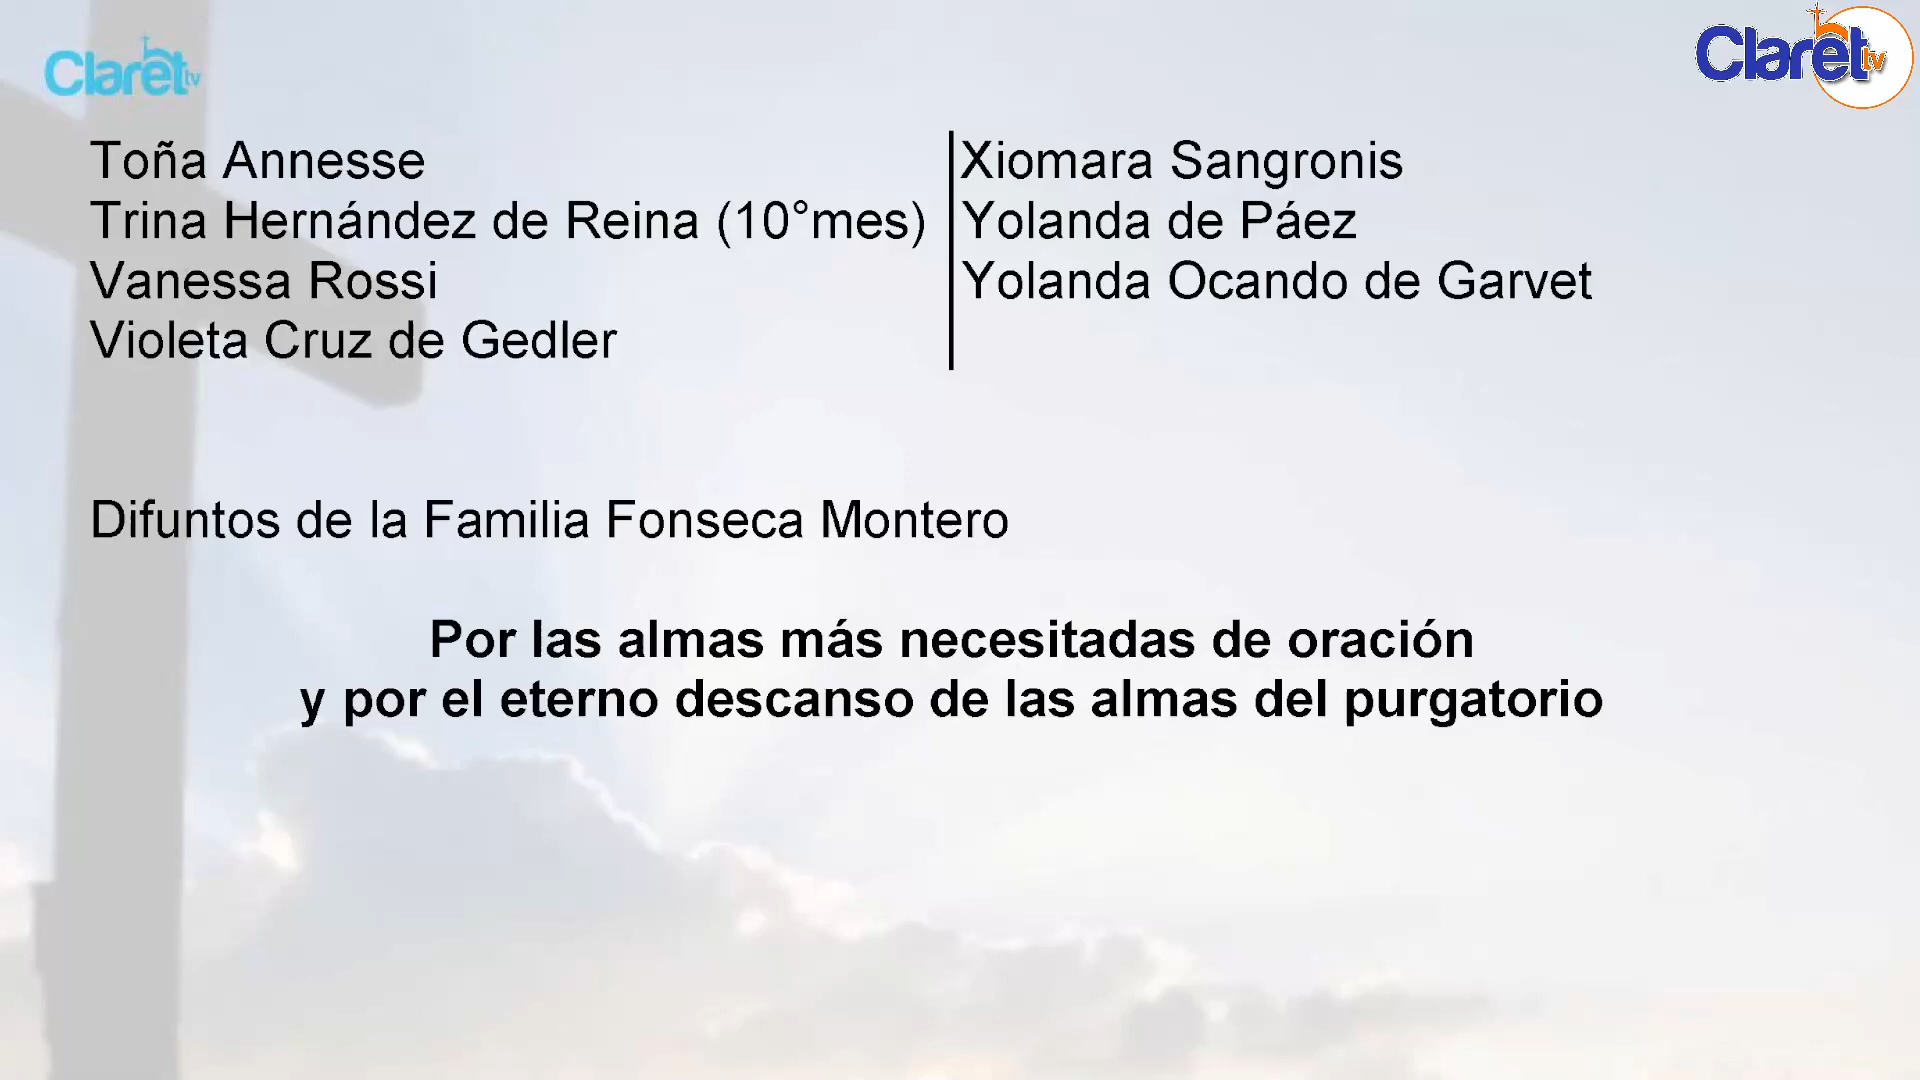 Claret tv
Claret tv
Toña Annesse
Trina Hernández de Reina (10°mes)
Vanessa Rossi
Violeta Cruz de Gedler
Xiomara Sangronis
Yolanda de Páez
Yolanda Ocando de Garvet
Difuntos de la Familia Fonseca Montero
Por las almas más necesitadas de oración
y por el eterno descanso de las almas del purgatorio